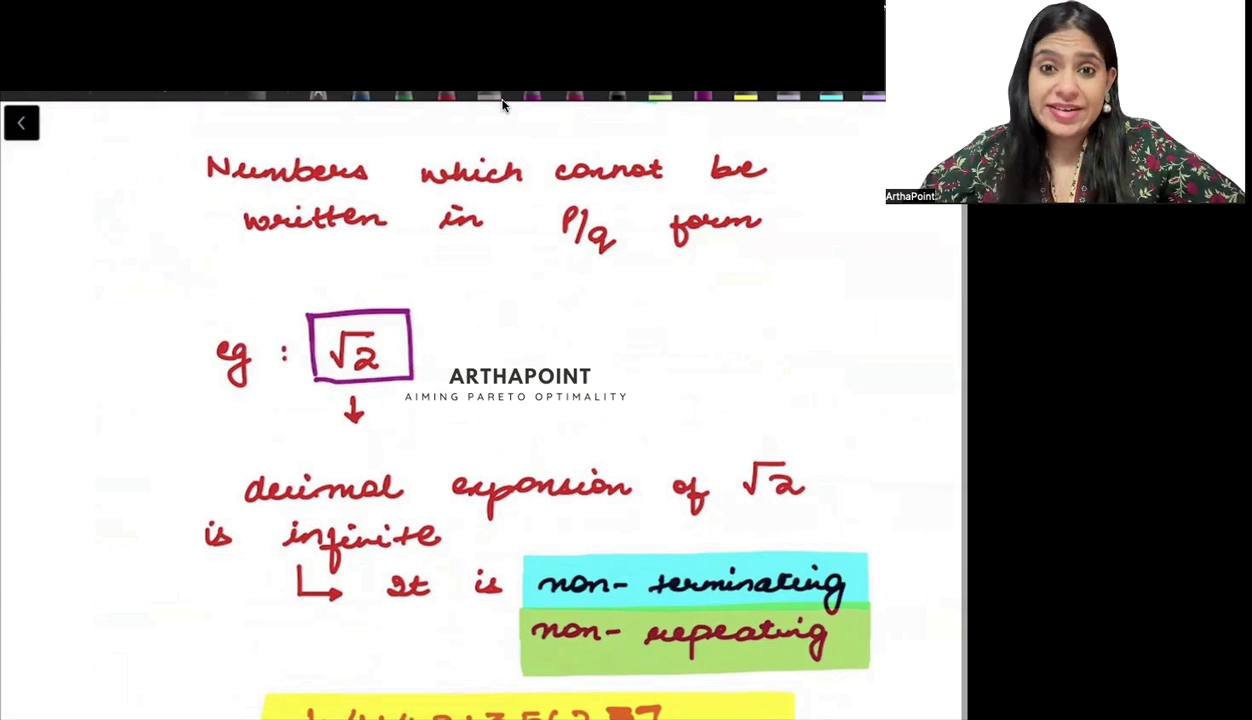 ArthaPoint
Numbers which cannot be
written in P/q form
eg : √2
ARTHAPOINT
AIMING PARETO OPTIMALITY
decimal expansion of √2
is infinite
It is non-terminating
non-repeating